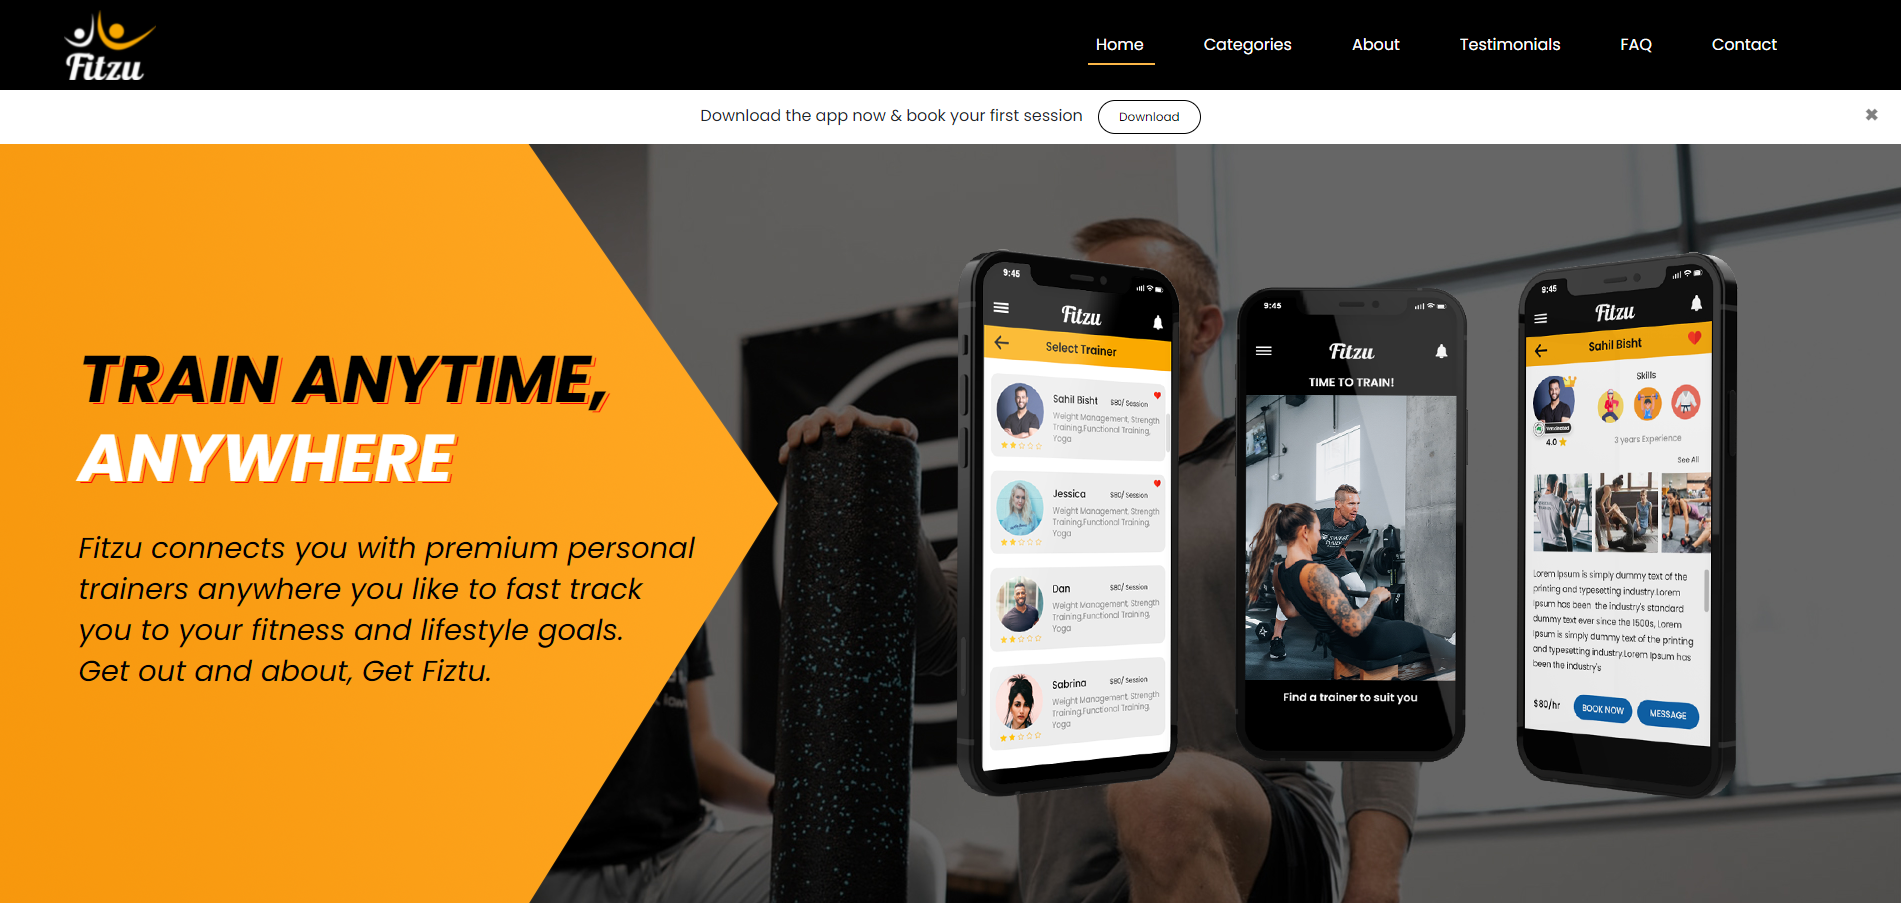 Fitzu
Home
Categories
About
Testimonials
FAQ
Contact
Download the app now & book your first session
Download
✖
TRAIN ANYTIME,
ANYWHERE
Fitzu connects you with premium personal
trainers anywhere you like to fast track
you to your fitness and lifestyle goals.
Get out and about, Get Fiztu.
9:45
Fitzu
Select Trainer
Sahil Bisht
$80/ Session
Weight Management, Strength
Training,Functional Training,
Yoga
Jessica
$80/ Session
Weight Management, Strength
Training,Functional Training,
Yoga
Dan
$80/ Session
Weight Management, Strength
Training,Functional Training,
Yoga
Sabrina
$80/ Session
Weight Management, Strength
Training,Functional Training,
Yoga
9:45
Fitzu
TIME TO TRAIN!
Find a trainer to suit you
9:45
Fitzu
Sahil Bisht
Skills
Vaccinated
4.0
3 years Experience
See All
Lorem Ipsum is simply dummy text of the
printing and typesetting industry.Lorem
Ipsum has been the industry's standard
dummy text ever since the 1500s, Lorem
Ipsum is simply dummy text of the printing
and typesetting industry.Lorem Ipsum has
been the industry's
$80/hr
BOOK NOW
MESSAGE